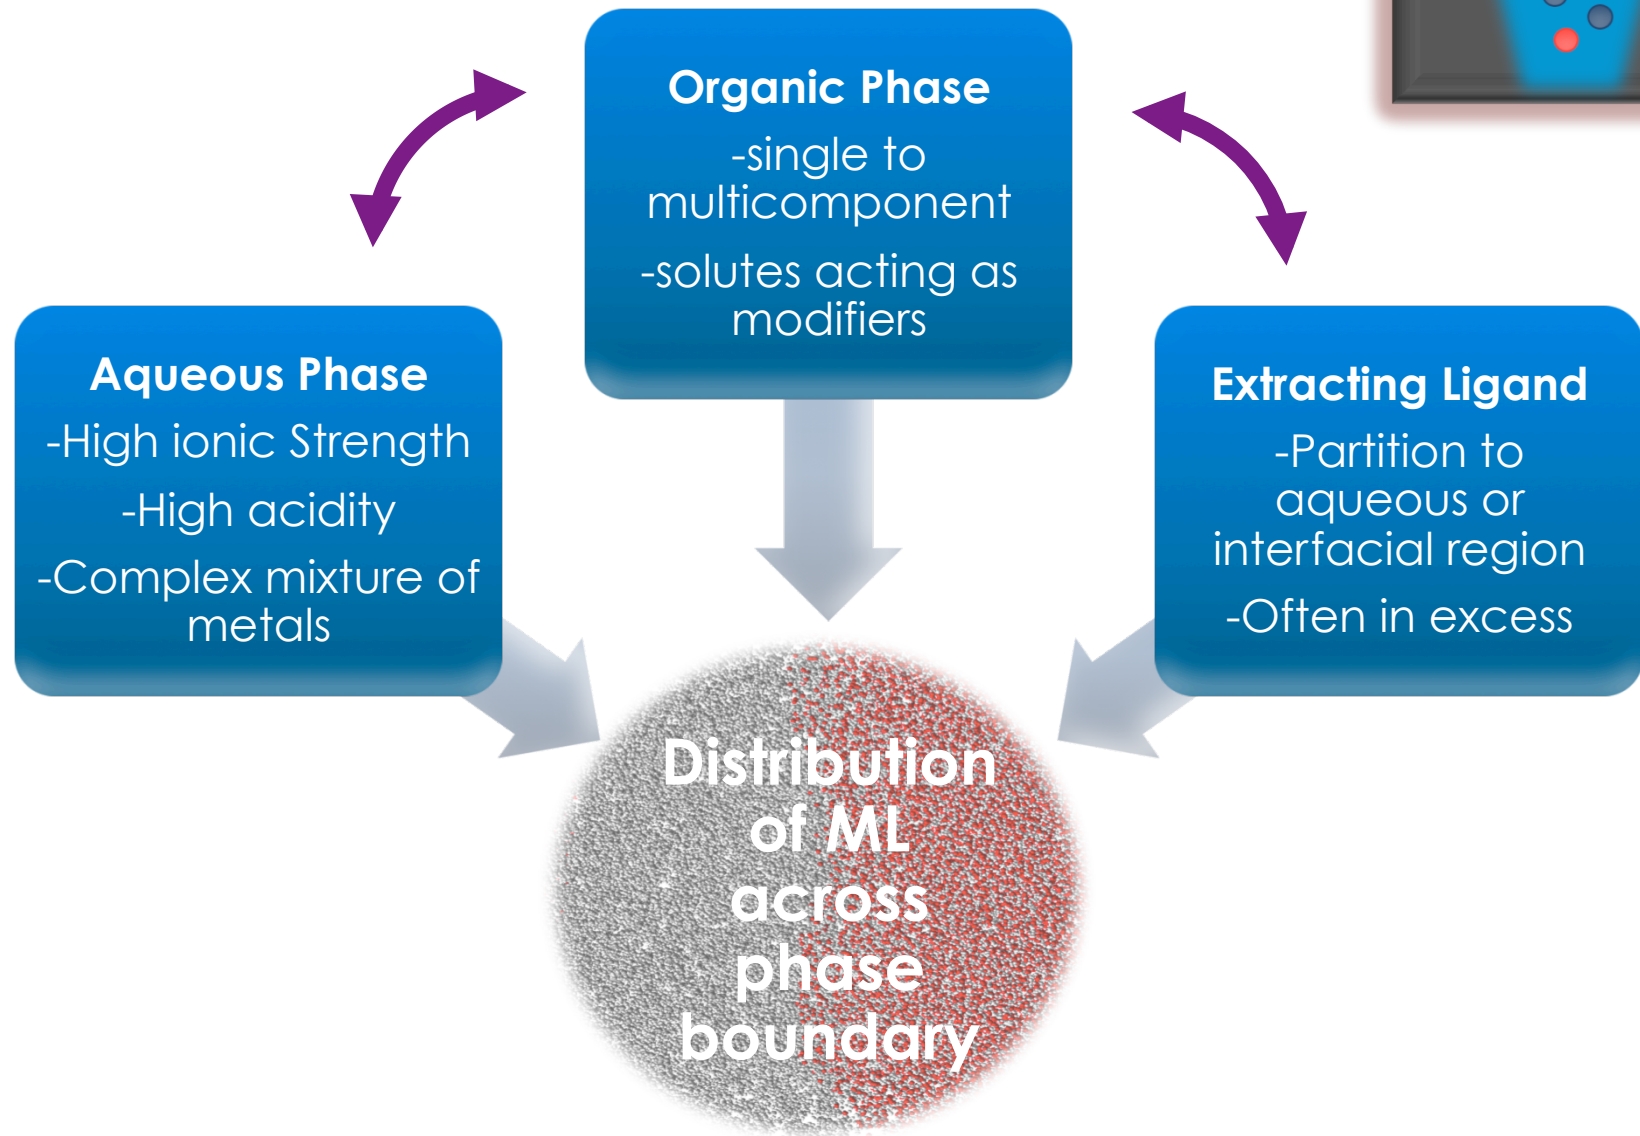 Organic Phase
-single to
multicomponent
-solutes acting as
modifiers
Aqueous Phase
-High ionic Strength
-High acidity
-Complex mixture of
metals
Extracting Ligand
-Partition to
aqueous or
interfacial region
-Often in excess
Distribution
of ML
across
phase
boundary